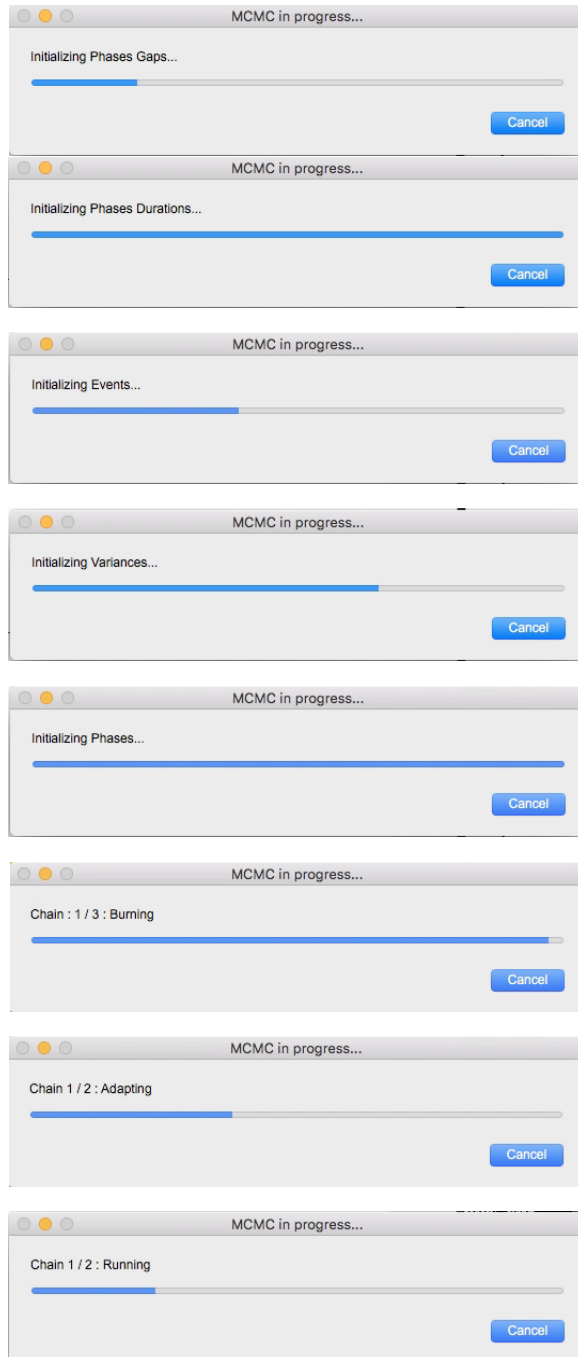 MCMC in progress...
Initializing Phases Gaps...
Cancel
MCMC in progress...
Initializing Phases Durations...
Cancel
MCMC in progress...
Initializing Events...
Cancel
MCMC in progress...
Initializing Variances...
Cancel
MCMC in progress...
Initializing Phases...
Cancel
MCMC in progress...
Chain : 1 / 3 : Burning
Cancel
MCMC in progress...
Chain 1 / 2 : Adapting
Cancel
MCMC in progress...
Chain 1 / 2 : Running
Cancel